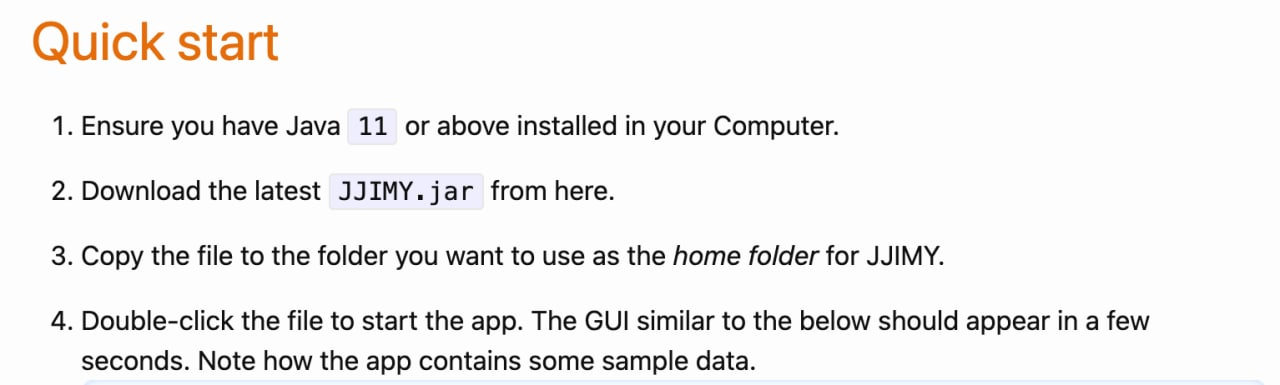 Quick start
1. Ensure you have Java 11 or above installed in your Computer.
2. Download the latest JJIMY.jar from here.
3. Copy the file to the folder you want to use as the home folder for JJIMY.
4. Double-click the file to start the app. The GUI similar to the below should appear in a few
seconds. Note how the app contains some sample data.